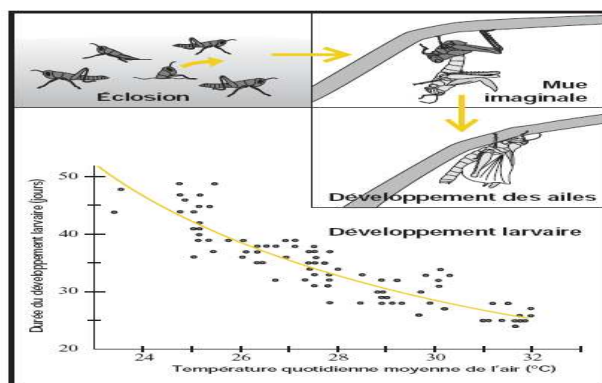 Éclosion
Mue
imaginale
Développement des ailes
Développement larvaire
Durée du développement larvaire (jours)
50
40
30
20
24
26
28
30
32
Température quotidienne moyenne de l'air (°C)